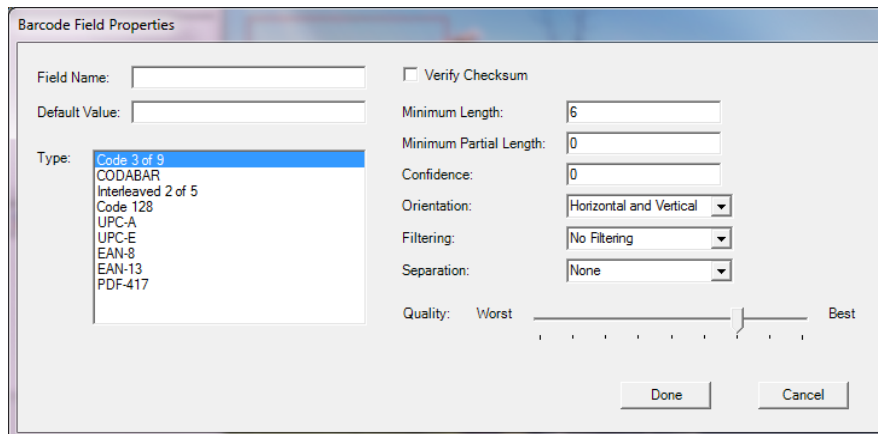 Barcode Field Properties
Field Name:
Default Value:
Type:
Code 3 of 9
CODABAR
Interleaved 2 of 5
Code 128
UPC-A
UPC-E
EAN-8
EAN-13
PDF-417
Verify Checksum
Minimum Length: 6
Minimum Partial Length: 0
Confidence: 0
Orientation: Horizontal and Vertical
Filtering: No Filtering
Separation: None
Quality: Worst Best
Done Cancel